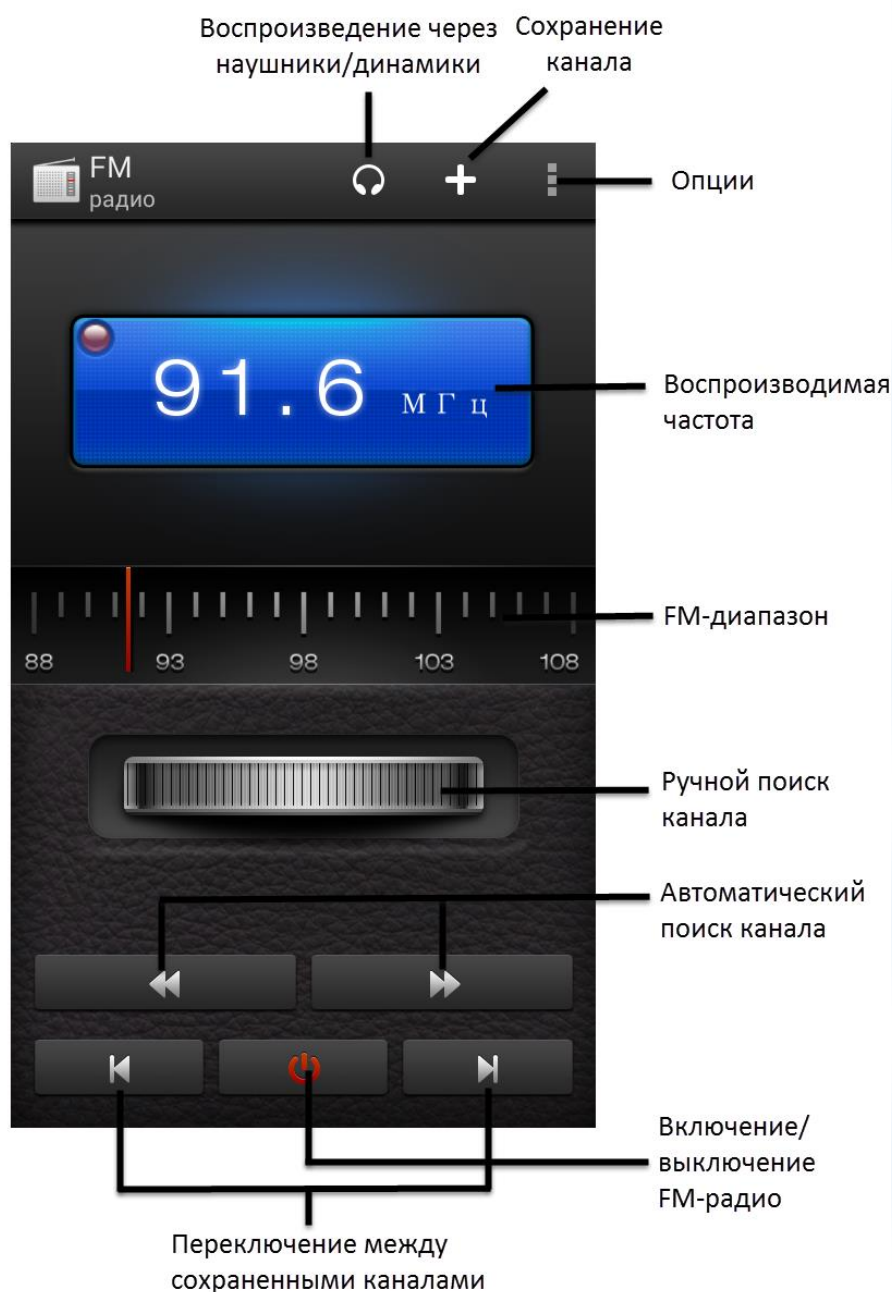 Воспроизведение через
наушники/динамики
Сохранение
канала
FM
радио
Опции
91.6 МГц
Воспроизводимая
частота
FM-диапазон
88 93 98 103 108
Ручной поиск
канала
Автоматический
поиск канала
Включение/
выключение
FM-радио
Переключение между
сохраненными каналами